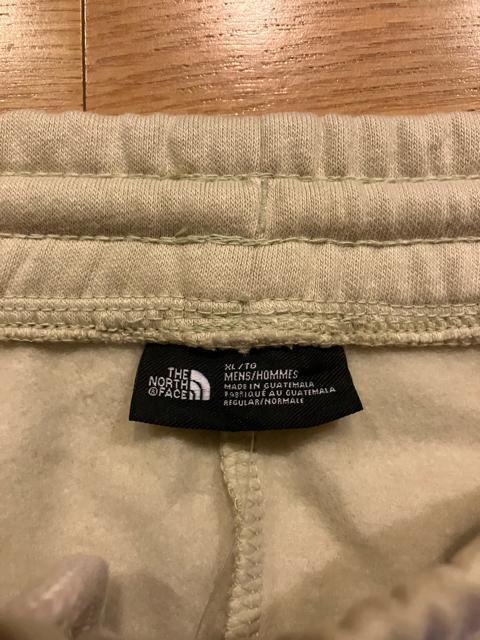 THE
NORTH
FACE
XL/TG
MENS/HOMMES
MADE IN GUATEMALA
FABRIQUÉ AU GUATEMALA
REGULAR/NORMALE